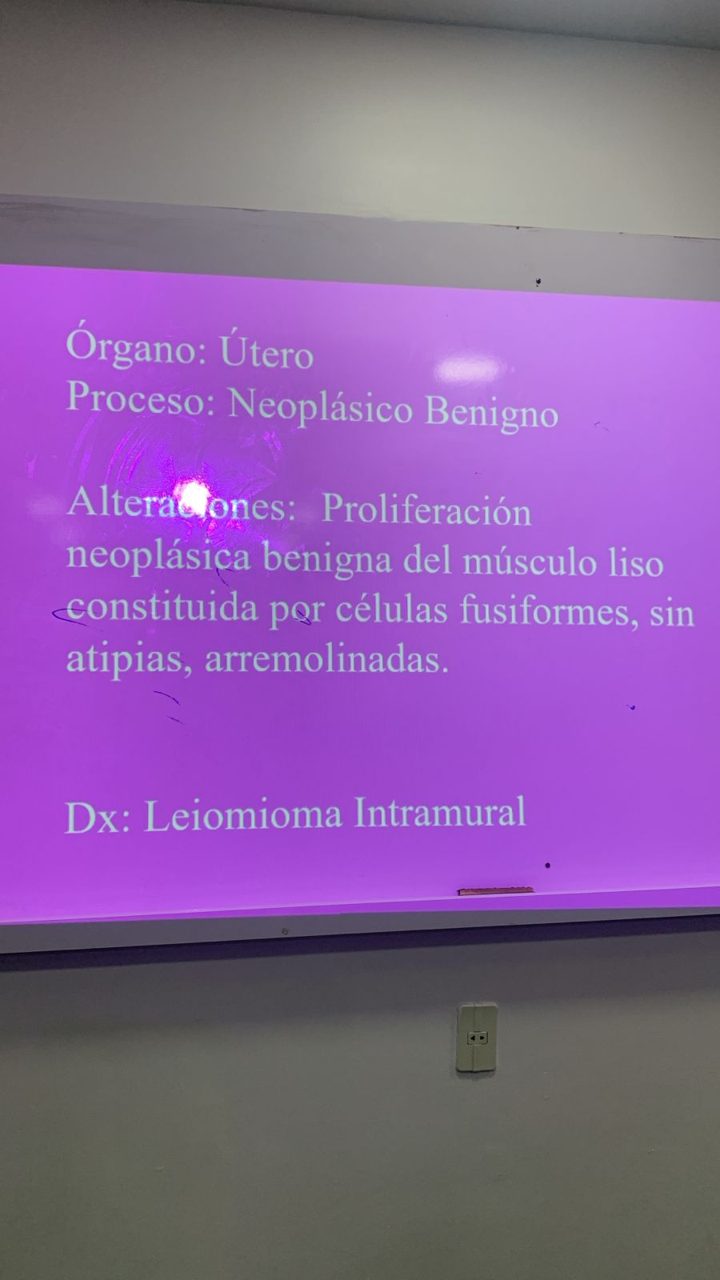 Órgano: Útero
Proceso: Neoplásico Benigno
Alteraciones: Proliferación
neoplásica benigna del músculo liso
constituida por células fusiformes, sin
atipias, arremolinadas.
Dx: Leiomioma Intramural